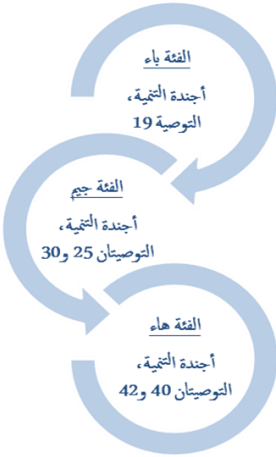 الفئة باء
أجندة التنمية،
التوصية 19
الفئة جيم
أجندة التنمية،
التوصيتان 25 و30
الفئة هاء
أجندة التنمية،
التوصيتان 40 و42